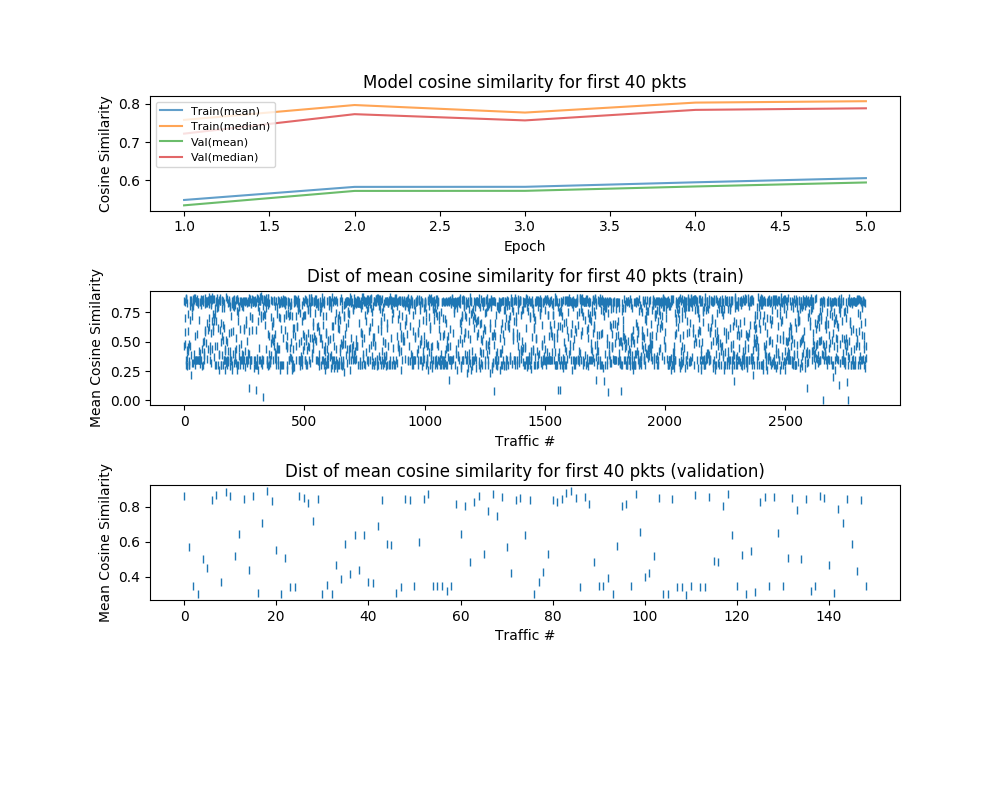 Model cosine similarity for first 40 pkts
Cosine Similarity
0.8
0.7
0.6
Train(mean)
Train(median)
Val(mean)
Val(median)
1.0 1.5 2.0 2.5 3.0 3.5 4.0 4.5 5.0
Epoch
Dist of mean cosine similarity for first 40 pkts (train)
Mean Cosine Similarity
0.75
0.50
0.25
0.00
0 500 1000 1500 2000 2500
Traffic #
Dist of mean cosine similarity for first 40 pkts (validation)
Mean Cosine Similarity
0.8
0.6
0.4
0 20 40 60 80 100 120 140
Traffic #